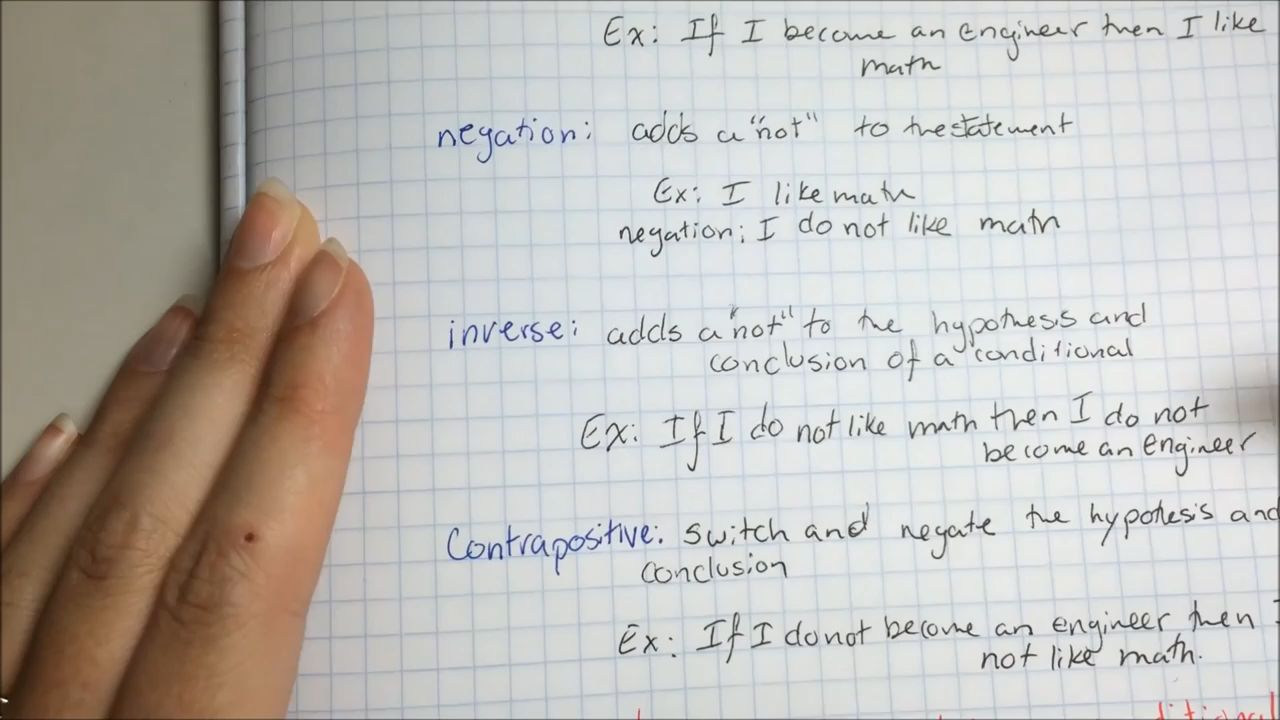 Ex: If I become an engineer then I like
math
negation: adds a "not" to the statement
Ex: I like math
negation: I do not like math
inverse: adds a "not" to the hypothesis and
conclusion of a conditional
Ex: If I do not like math then I do not
become an engineer
Contrapositive: switch and negate the hypothesis and
conclusion
Ex: If I do not become an engineer then I
not like math.